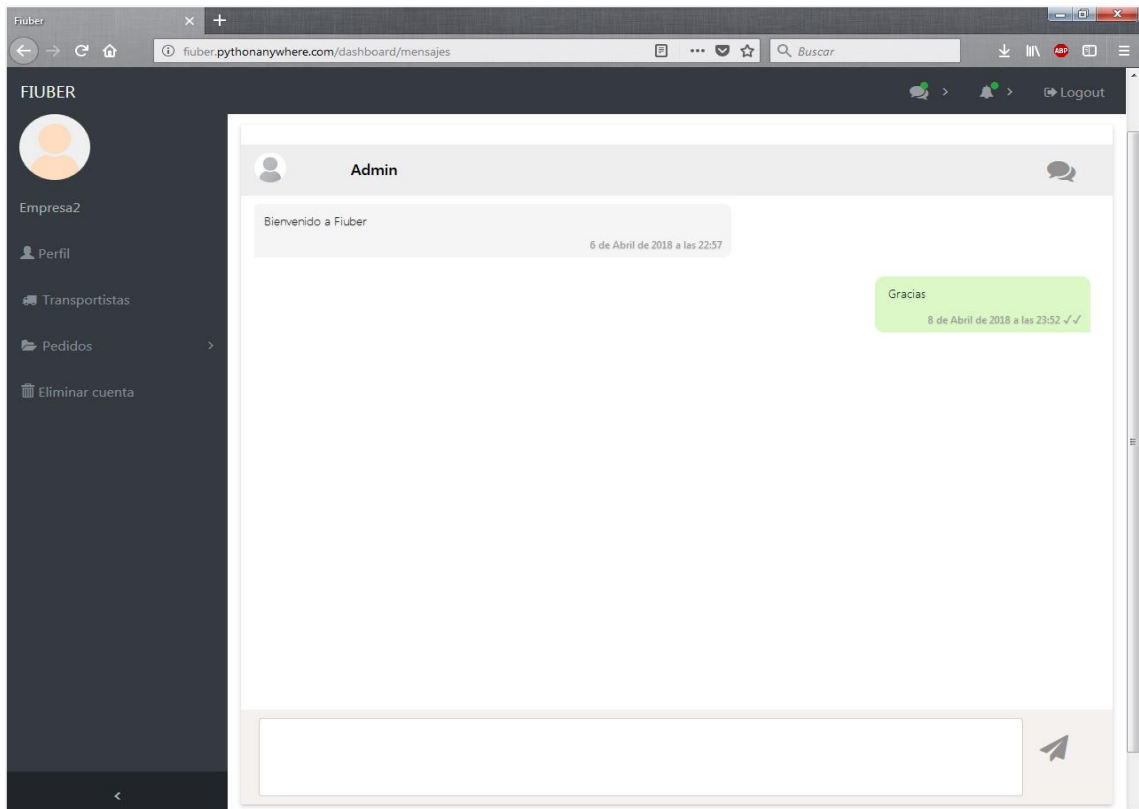 Fiuber
fiuber.pythonanywhere.com/dashboard/mensajes
Buscar
ABP
FIUBER
Logout
Empresa2
Perfil
Transportistas
Pedidos
Eliminar cuenta
Admin
Bienvenido a Fiuber
6 de Abril de 2018 a las 22:57
Gracias
8 de Abril de 2018 a las 23:52 ✓✓